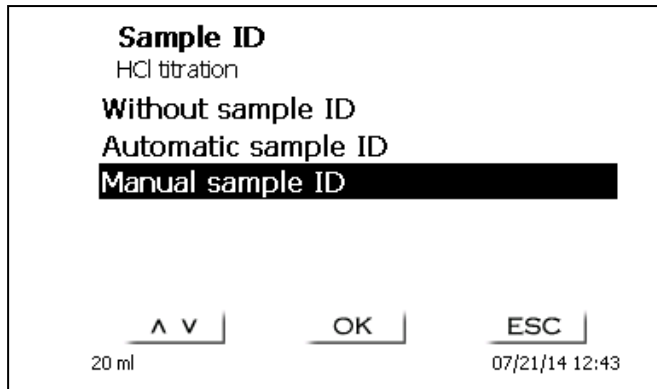 Sample ID
HCl titration
Without sample ID
Automatic sample ID
Manual sample ID
∧ ∨ OK ESC
20 ml 07/21/14 12:43